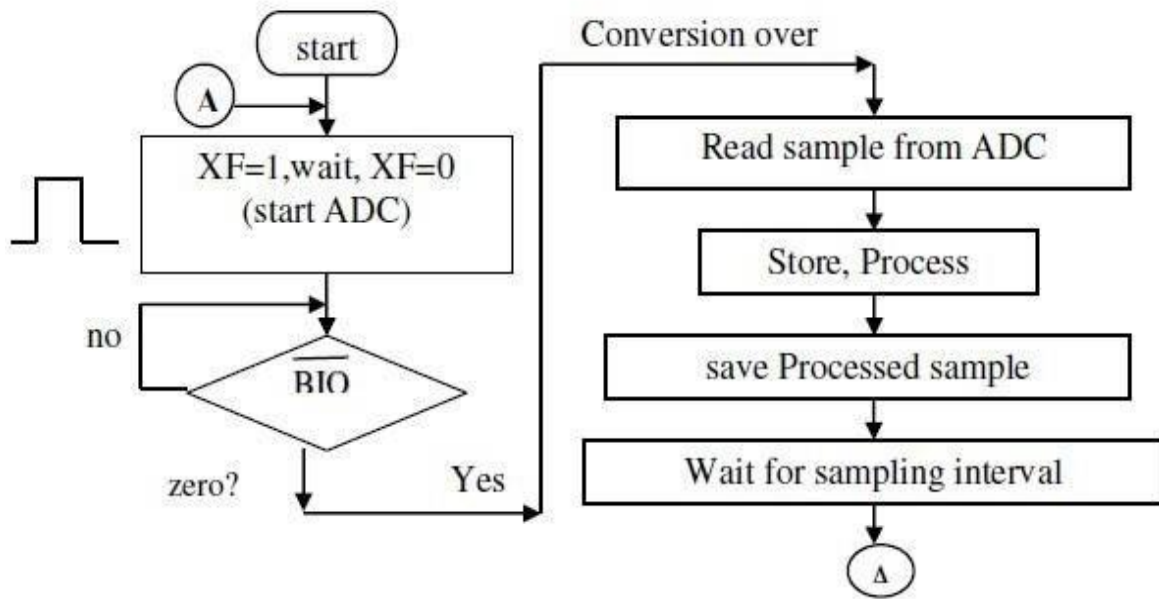 start
A
XF=1,wait, XF=0
(start ADC)
no
BIO
zero?
Yes
Conversion over
Read sample from ADC
Store, Process
save Processed sample
Wait for sampling interval